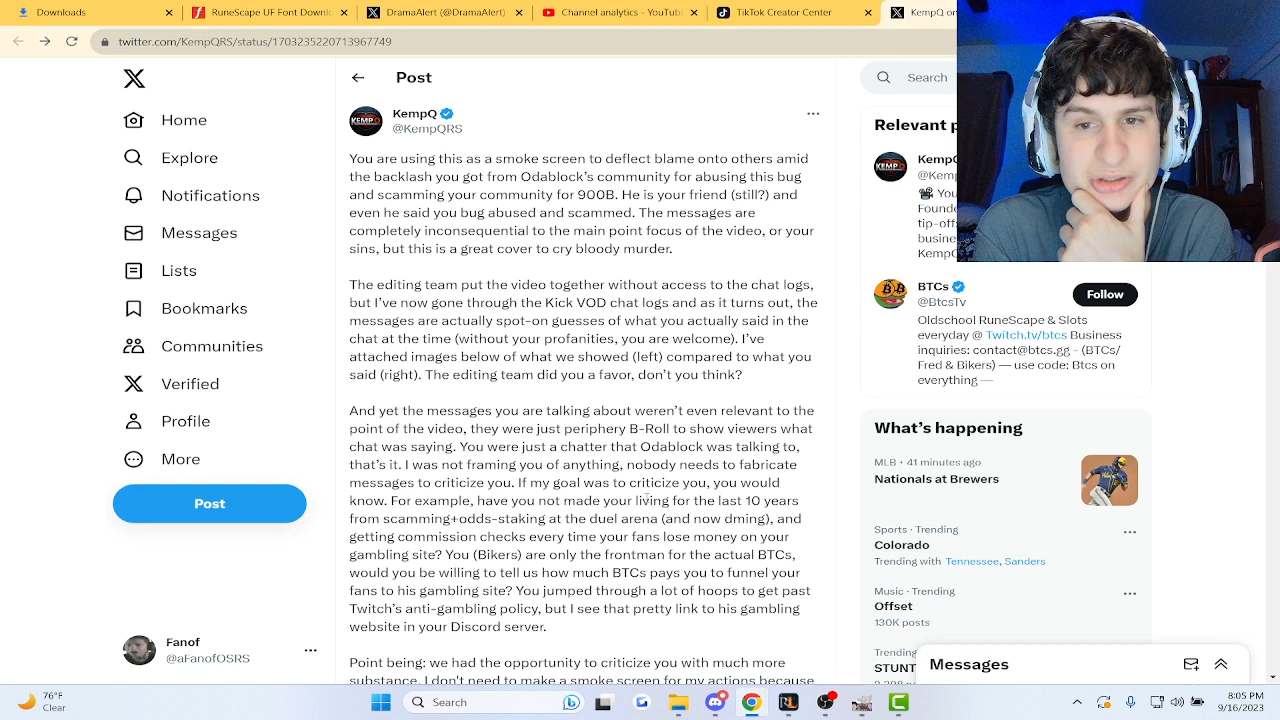 Downloads
RuneScape UF Font Downl
DramaAlert (@DramaAlert)
Channel analytics - YouTub
TikTok Creator Center
KempQ
twitter.com/KempQRS/status/1703235220713967749
Home
Explore
Notifications
Messages
Lists
Bookmarks
Communities
Verified
Profile
More
Post
Fanof
@aFanofOSRS
Post
KempQ
@KempQRS
You are using this as a smoke screen to deflect blame onto others amid
the backlash you got from Odablock's community for abusing this bug
and scamming your community for 900B. He is your friend (still?) and
even he said you bug abused and scammed. The messages are
completely inconsequential to the main point focus of the video, or your
sins, but this is a great cover to cry bloody murder.
The editing team put the video together without access to the chat logs,
but I've now gone through the Kick VOD chat logs and as it turns out, the
messages are actually spot-on guesses of what you actually said in the
chat at the time (without your profanities, you are welcome). I've
attached images below of what we showed (left) compared to what you
said (right). The editing team did you a favor, don't you think?
And yet the messages you are talking about weren't even relevant to the
point of the video, they were just periphery B-Roll to show viewers what
chat was saying. You were just a chatter that Odablock was talking to,
that's it. I was not framing you of anything, nobody needs to fabricate
messages to criticize you. If my goal was to criticize you, you would
know. For example, have you not made your living for the last 10 years
from scamming+odds-staking at the duel arena (and now dming), and
getting commission checks every time your fans lose money on your
gambling site? You (Bikers) are only the frontman for the actual BTCs,
would you be willing to tell us how much BTCs pays you to funnel your
fans to his gambling site? You jumped through a lot of hoops to get past
Twitch's anti gambling policy, but I see that pretty link to his gambling
website in your Discord server.
Point being: we had the opportunity to criticize you with much more
substance. I don't need a smoke screen for my actions because
Search
Relevant p
KempQ
@Kemp
You
Founde
tip-off
busine
KempC
BTCs
@BtcsTv
Follow
Oldschool RuneScape & Slots
everyday @ Twitch.tv/btcs Business
inquiries: contact@btcs.gg - (BTCs/
Fred & Bikers) — use code: Btcs on
everything —
What's happening
MLB · 41 minutes ago
Nationals at Brewers
Sports · Trending
Colorado
Trending with Tennessee, Sanders
Music · Trending
Offset
130K posts
Trending
STUNT
Messages
76°F
Clear
Search
8:05 PM
9/16/2023